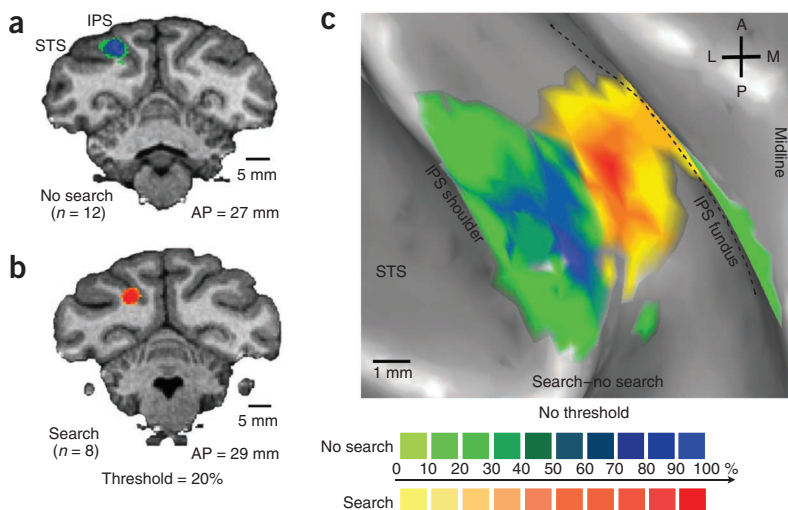 a
IPS
STS
5 mm
No search
(n = 12)
AP = 27 mm
b
5 mm
Search
(n = 8)
AP = 29 mm
Threshold = 20%
c
A
L M
P
Midline
IPS shoulder
IPS fundus
STS
1 mm
Search–no search
No threshold
No search
0 10 20 30 40 50 60 70 80 90 100 %
Search